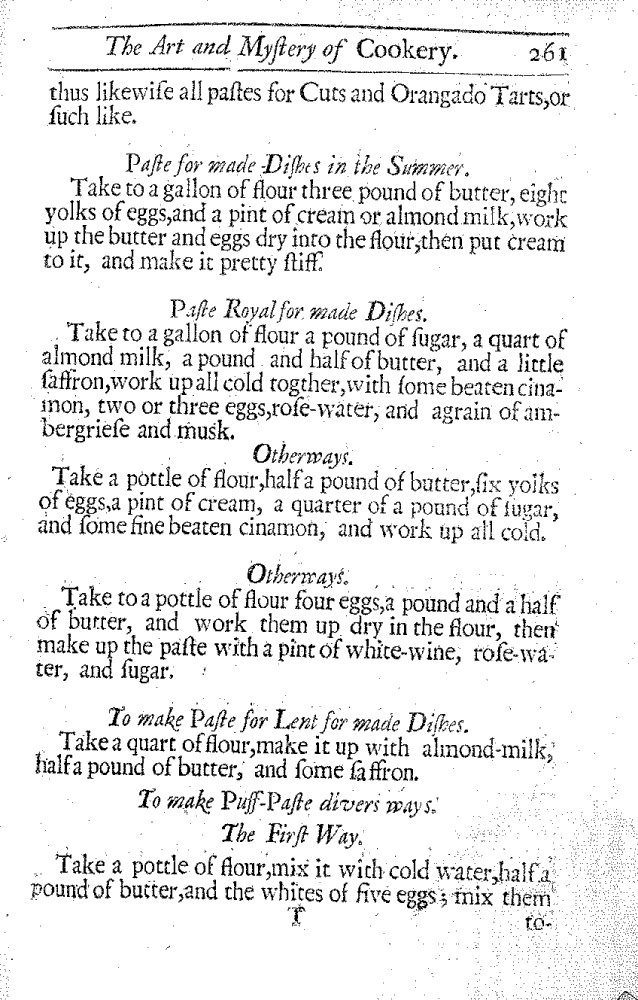 The Art and Myſtery of Cookery. 261
thus likewiſe all paſtes for Cuts and Orangado Tarts,or
ſuch like.
Paſte for made Diſhes in the Summer.
Take to a gallon of flour three pound of butter, eight
yolks of eggs,and a pint of cream or almond milk,work
up the butter and eggs dry into the flour,then put cream
to it, and make it pretty ſtiff.
Paſte Royal for made Diſhes.
Take to a gallon of flour a pound of ſugar, a quart of
almond milk, a pound and half of butter, and a little
ſaffron,work up all cold togther,with ſome beaten cina-
mon, two or three eggs,roſe-water, and agrain of am-
bergrieſe and musk.
Otherways.
Take a pottle of flour,half a pound of butter,ſix yolks
of eggs,a pint of cream, a quarter of a pound of ſugar,
and ſome fine beaten cinamon, and work up all cold.
Otherways.
Take to a pottle of flour four eggs,a pound and a half
of butter, and work them up dry in the flour, then
make up the paſte with a pint of white-wine, roſe-wa-
ter, and ſugar.
To make Paſte for Lent for made Diſhes.
Take a quart of flour,make it up with almond-milk,
half a pound of butter, and ſome ſaffron.
To make Puff-Paſte divers ways.
The Firſt Way.
Take a pottle of flour,mix it with cold water,half a
pound of butter,and the whites of five eggs; mix them
T
to-